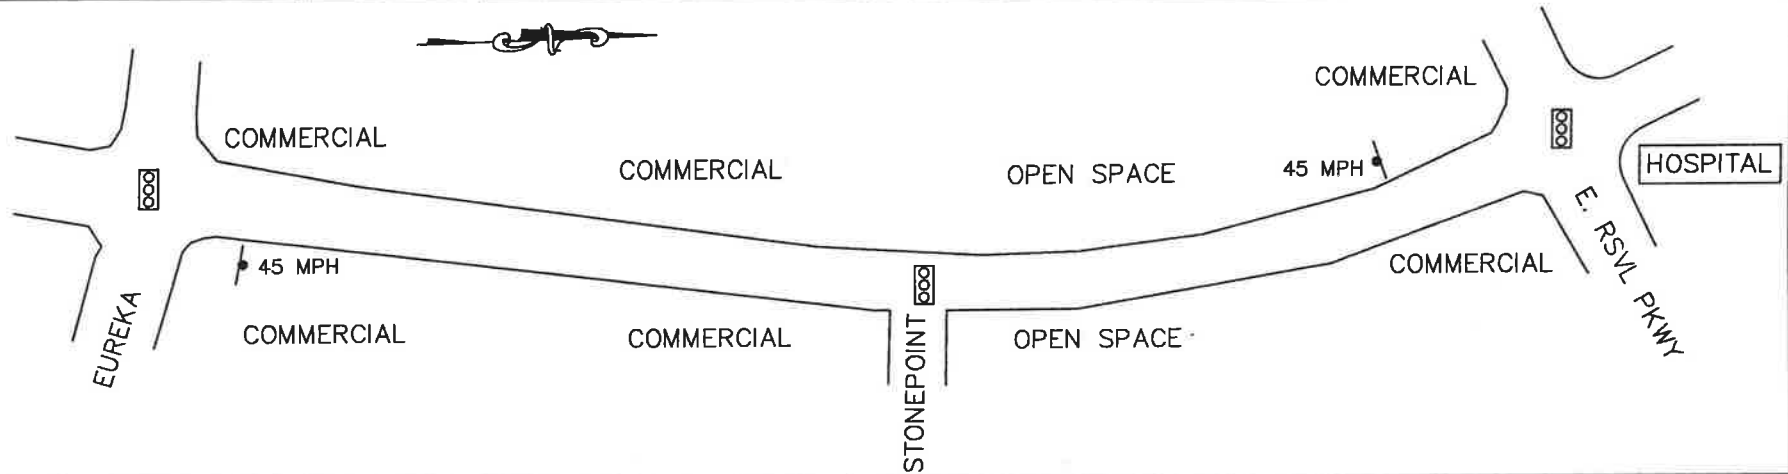 COMMERCIAL
COMMERCIAL
COMMERCIAL
OPEN SPACE
45 MPH
HOSPITAL
E. RSVL PKWY
45 MPH
COMMERCIAL
EUREKA
COMMERCIAL
COMMERCIAL
STONEPOINT
OPEN SPACE